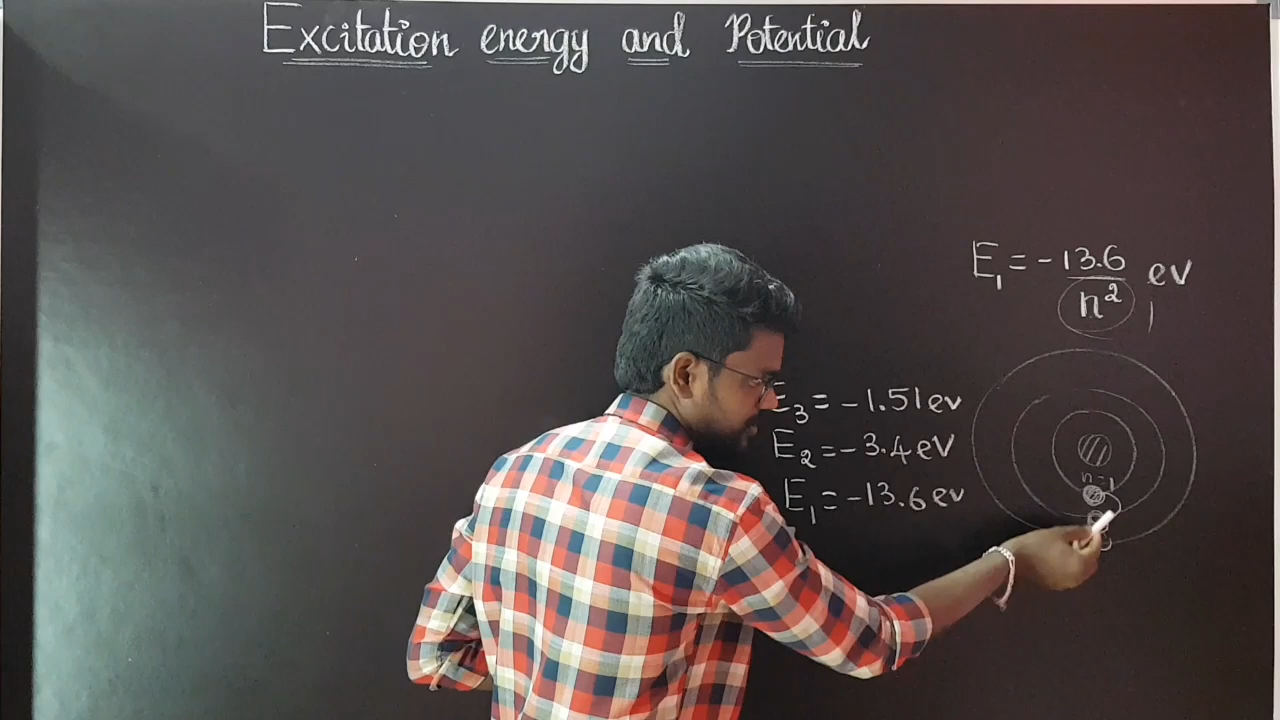 Excitation energy and Potential
E₁ = -13.6/n² ev
1
E₃ = -1.51 ev
E₂ = -3.4 eV
E₁ = -13.6 ev
n=1